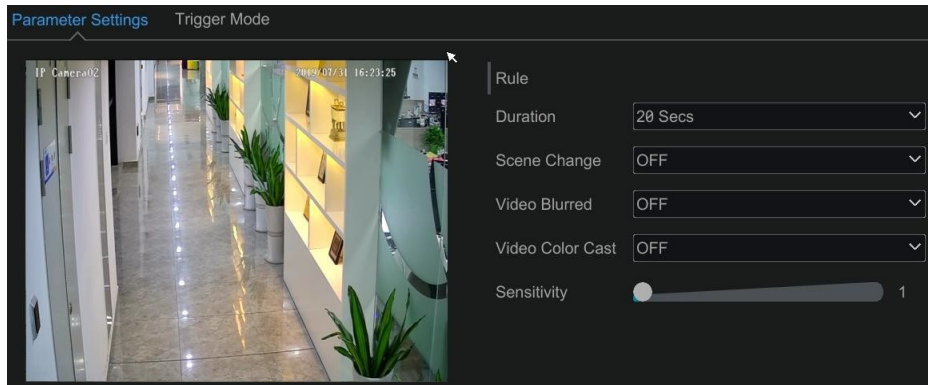 Parameter Settings Trigger Mode
IP Camera02 2019/07/31 16:23:25
Rule
Duration 20 Secs
Scene Change OFF
Video Blurred OFF
Video Color Cast OFF
Sensitivity 1